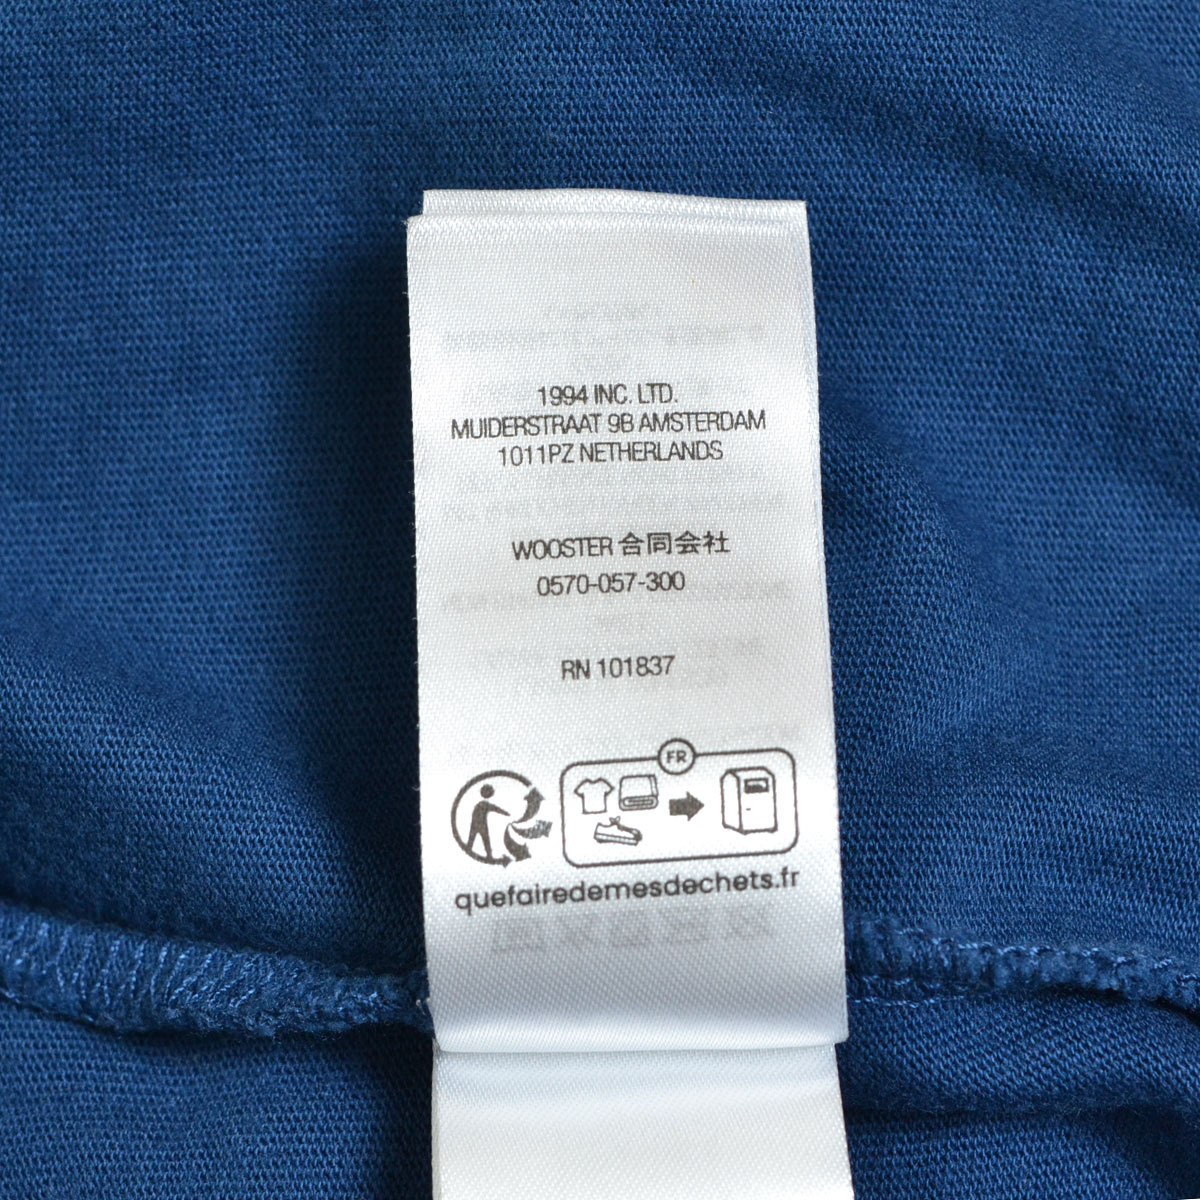 1994 INC. LTD.
MUIDERSTRAAT 9B AMSTERDAM
1011PZ NETHERLANDS
WOOSTER 合同会社
0570-057-300
RN 101837
FR
quefairedemesdechets.fr